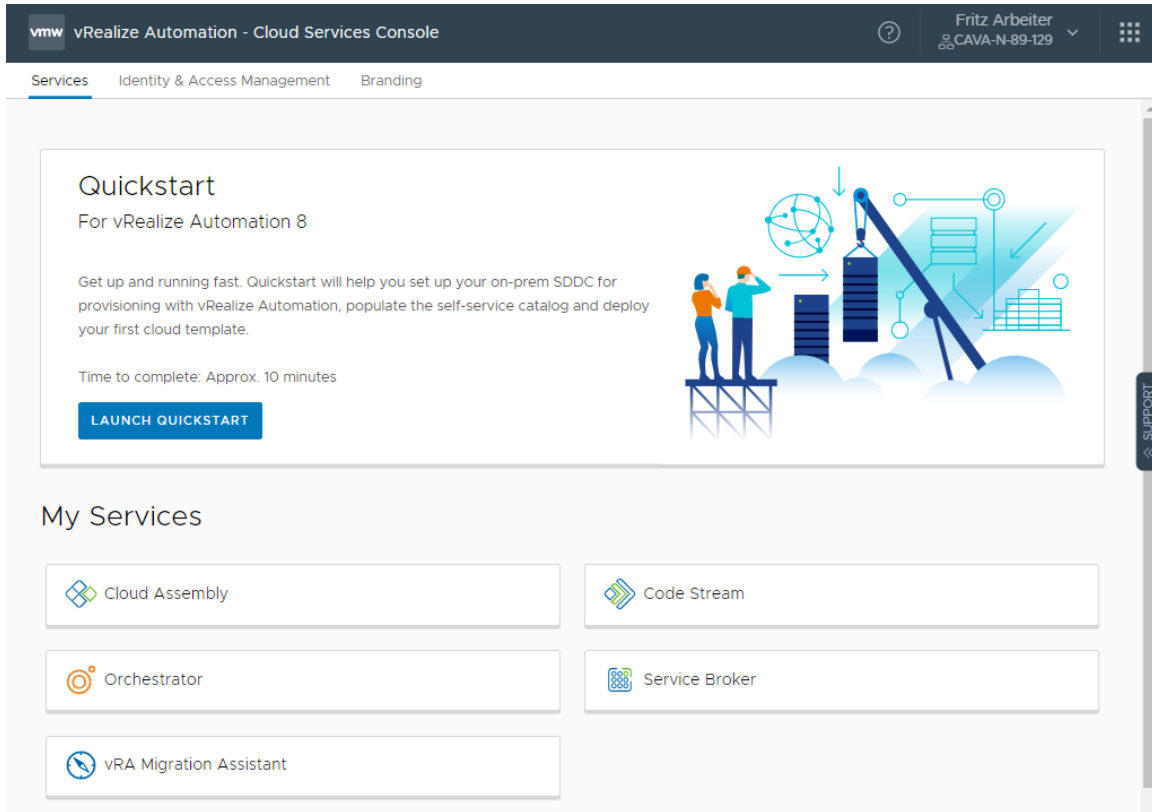 vmw vRealize Automation - Cloud Services Console
Fritz Arbeiter
CAVA-N-89-129
Services Identity & Access Management Branding
Quickstart
For vRealize Automation 8
Get up and running fast. Quickstart will help you set up your on-prem SDDC for
provisioning with vRealize Automation, populate the self-service catalog and deploy
your first cloud template.
Time to complete: Approx. 10 minutes
LAUNCH QUICKSTART
SUPPORT
My Services
Cloud Assembly
Code Stream
Orchestrator
Service Broker
vRA Migration Assistant